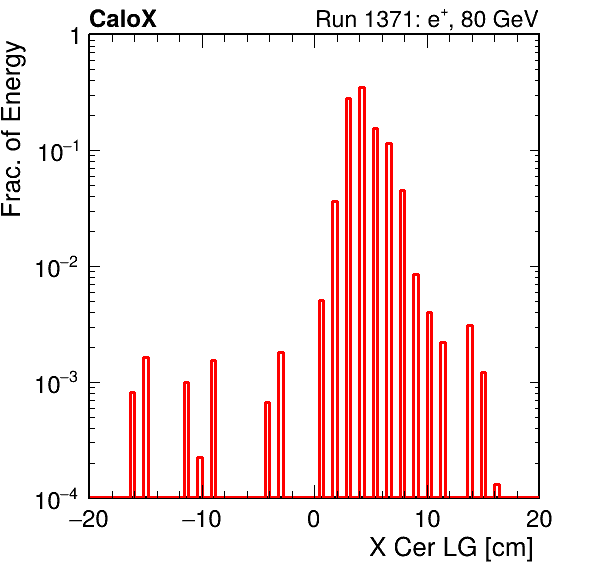 CaloX
Run 1371: e⁺, 80 GeV
Frac. of Energy
1
10⁻¹
10⁻²
10⁻³
10⁻⁴
−20 −10 0 10 20
X Cer LG [cm]